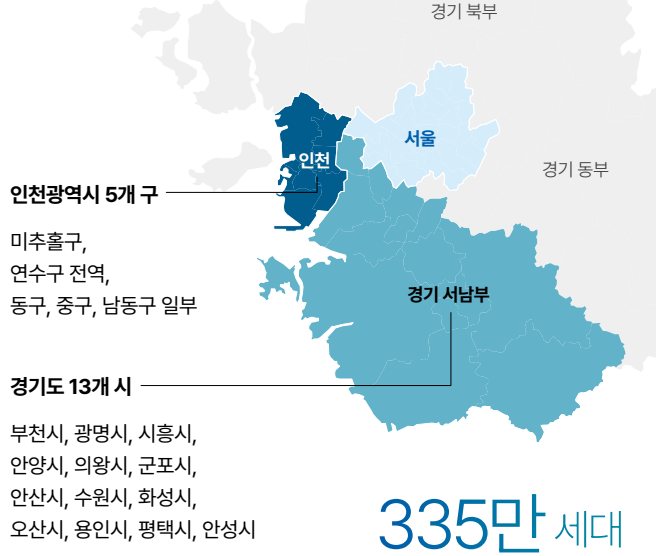 경기 북부
서울
인천
경기 동부
인천광역시 5개 구
미추홀구,
연수구 전역,
동구, 중구, 남동구 일부
경기 서남부
경기도 13개 시
부천시, 광명시, 시흥시,
안양시, 의왕시, 군포시,
안산시, 수원시, 화성시,
오산시, 용인시, 평택시, 안성시
335만 세대